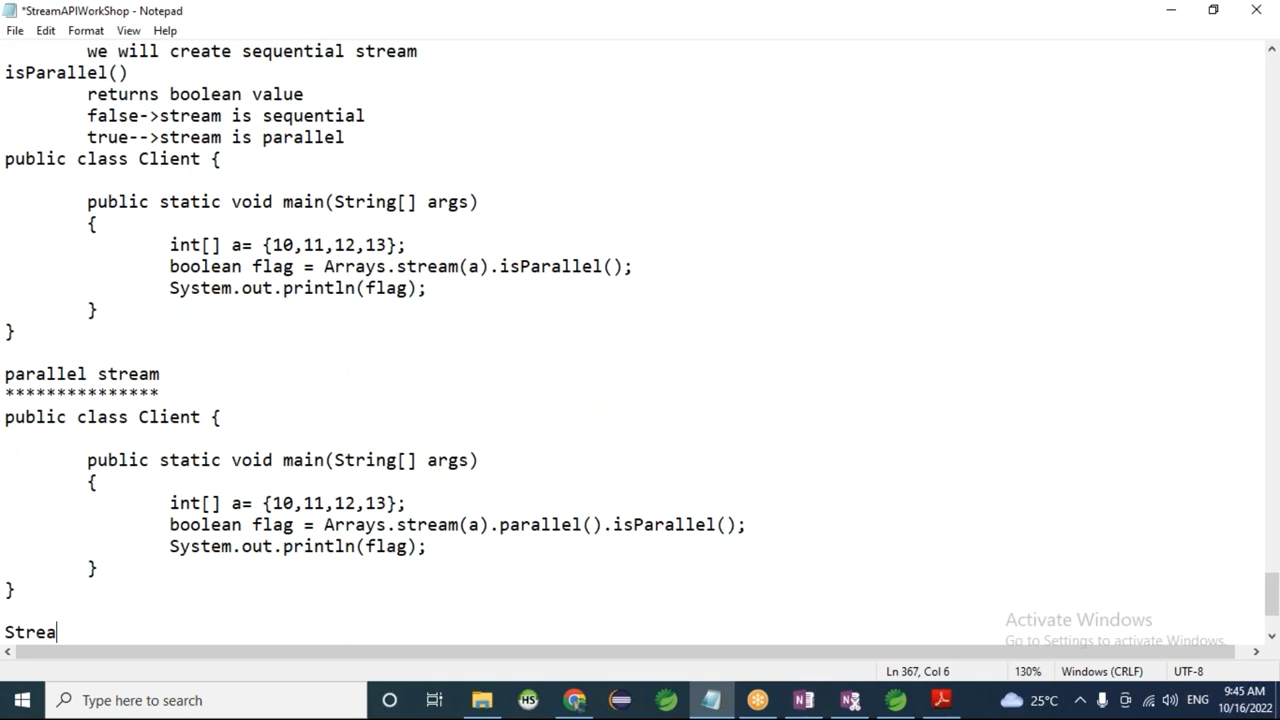 *StreamAPIWorkShop - Notepad
File Edit Format View Help
we will create sequential stream
isParallel()
returns boolean value
false->stream is sequential
true-->stream is parallel
public class Client {
public static void main(String[] args)
{
int[] a= {10,11,12,13};
boolean flag = Arrays.stream(a).isParallel();
System.out.println(flag);
}
}
parallel stream
***************
public class Client {
public static void main(String[] args)
{
int[] a= {10,11,12,13};
boolean flag = Arrays.stream(a).parallel().isParallel();
System.out.println(flag);
}
}
Strea
Activate Windows
Go to Settings to activate Windows.
Ln 367, Col 6 130% Windows (CRLF) UTF-8
Type here to search HS 25°C ENG 9:45 AM
10/16/2022